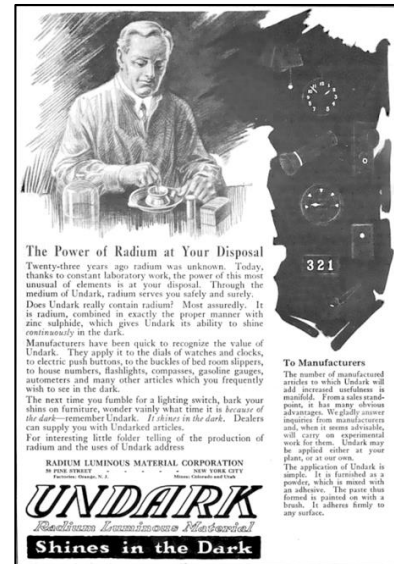 The Power of Radium at Your Disposal
Twenty-three years ago radium was unknown. Today,
thanks to constant laboratory work, the power of this most
unusual of elements is at your disposal. Through the
medium of Undark, radium serves you safely and surely.
Does Undark really contain radium? Most assuredly. It
is radium, combined in exactly the proper manner with
zinc sulphide, which gives Undark its ability to shine
continuously in the dark.
Manufacturers have been quick to recognize the value of
Undark. They apply it to the dials of watches and clocks,
to electric push buttons, to the buckles of bed room slippers,
to house numbers, flashlights, compasses, gasoline gauges,
autometers and many other articles which you frequently
wish to see in the dark.
The next time you fumble for a lighting switch, bark your
shins on furniture, wonder vainly what time it is because of
the dark—remember Undark. It shines in the dark. Dealers
can supply you with Undarked articles.
For interesting little folder telling of the production of
radium and the uses of Undark address
RADIUM LUMINOUS MATERIAL CORPORATION
58 PINE STREET NEW YORK CITY
Factories: Orange, N. J. Mines: Colorado and Utah
UNDARK
Radium Luminous Material
Shines in the Dark
321
To Manufacturers
The number of manufactured
articles to which Undark will
add increased usefulness is
manifold. From a sales stand-
point, it has many obvious
advantages. We gladly answer
inquiries from manufacturers
and, when it seems advisable,
will carry on experimental
work for them. Undark may
be applied either at your
plant, or at our own.
The application of Undark is
simple. It is furnished as a
powder, which is mixed with
an adhesive. The paste thus
formed is painted on with a
brush. It adheres firmly to
any surface.